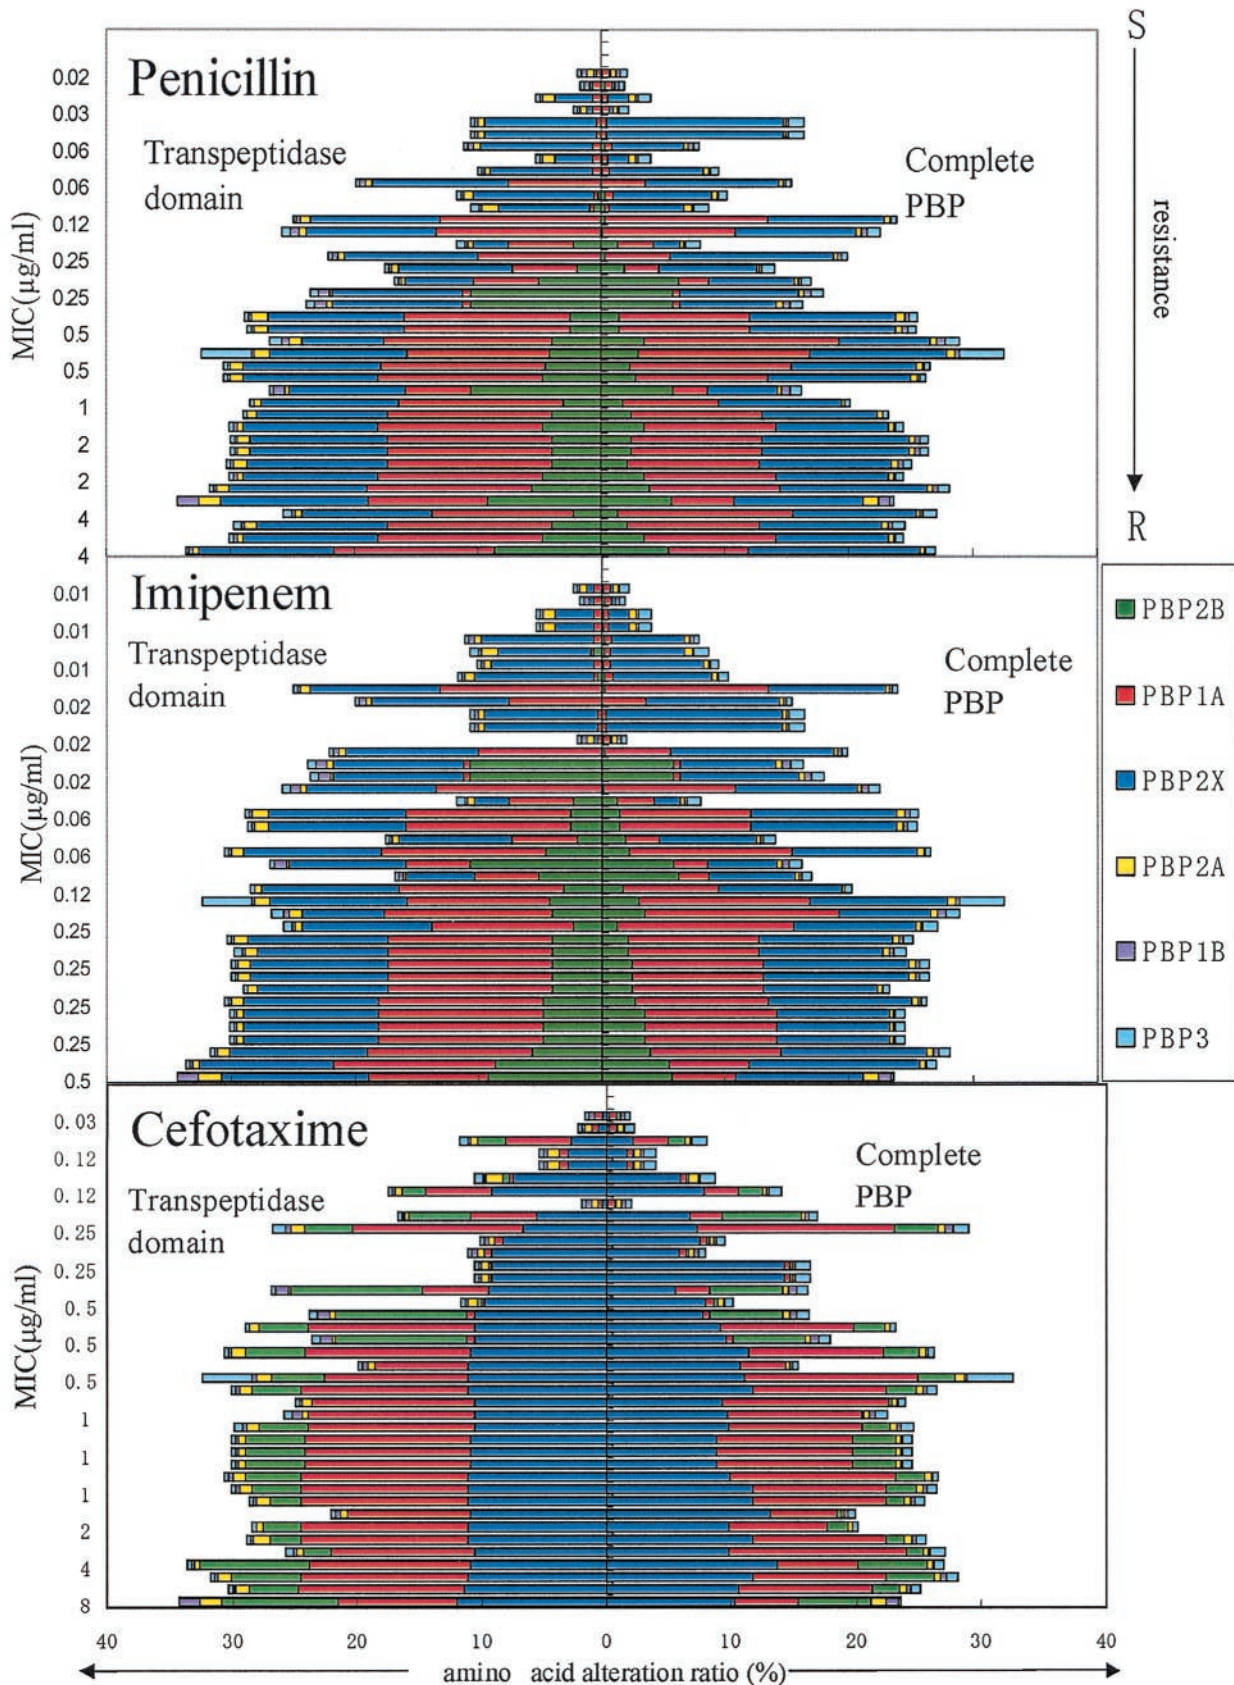 S
resistance
R
Penicillin
Transpeptidase
domain
Complete
PBP
MIC(μg/ml)
0.02
0.03
0.06
0.06
0.12
0.25
0.25
0.5
0.5
1
2
2
4
4
Imipenem
Transpeptidase
domain
Complete
PBP
MIC(μg/ml)
0.01
0.01
0.01
0.02
0.02
0.02
0.06
0.06
0.12
0.25
0.25
0.25
0.25
0.5
PBP2B
PBP1A
PBP2X
PBP2A
PBP1B
PBP3
Cefotaxime
Transpeptidase
domain
Complete
PBP
MIC(μg/ml)
0.03
0.12
0.12
0.25
0.25
0.5
0.5
0.5
1
1
1
2
4
8
40 30 20 10 0 10 20 30 40
amino acid alteration ratio (%)